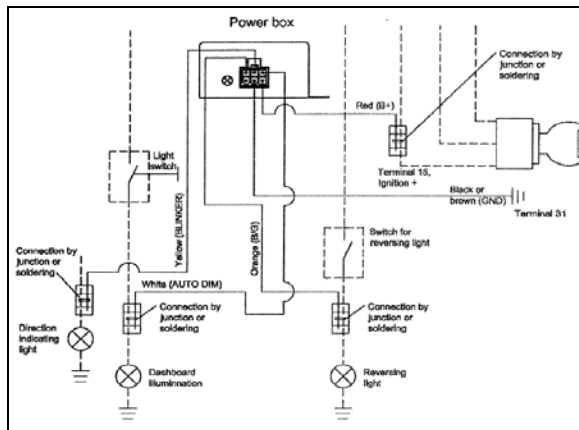 Power box
Connection by
junction or
soldering
Red (B+)
Light
switch
Terminal 15,
Ignition +
Black or
brown (GND)
Terminal 31
Yellow (BLINKER)
Orange (B/G)
Switch for
reversing light
Connection by
junction or
soldering
White (AUTO DIM)
Connection by
junction or
soldering
Connection by
junction or
soldering
Direction
indicating
light
Dashboard
illuminnation
Reversing
light